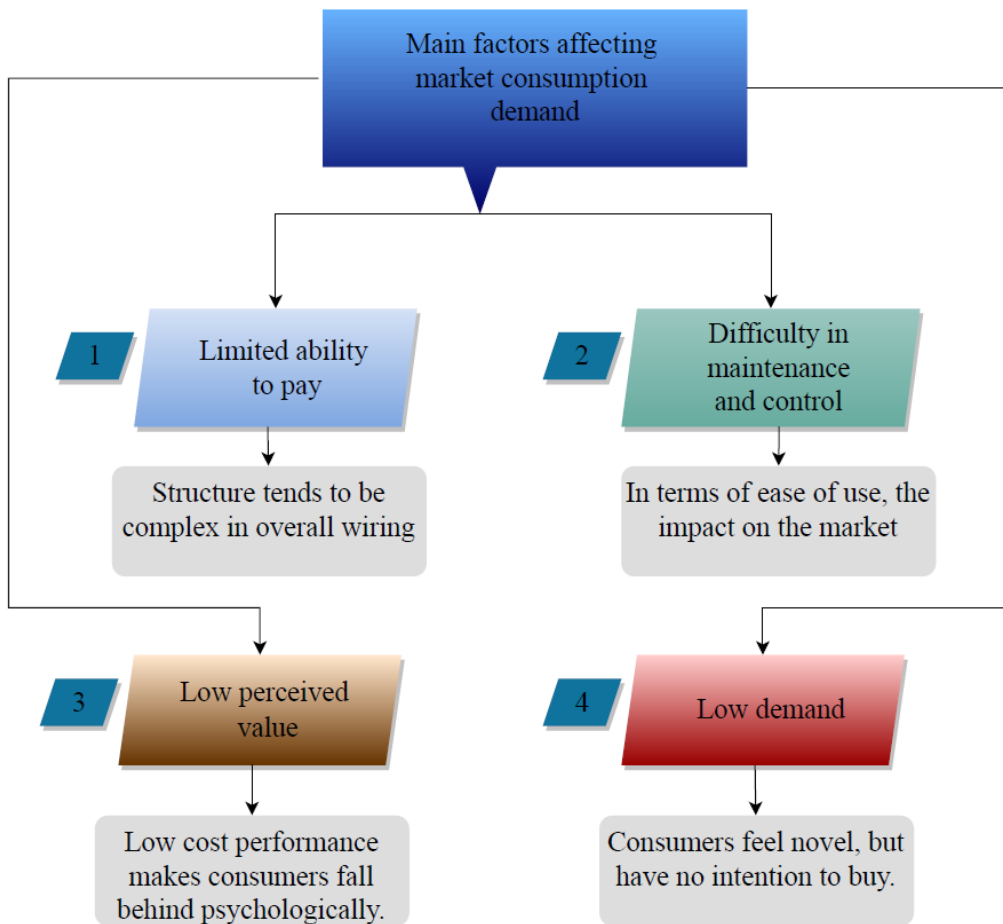 Main factors affecting
market consumption
demand
1
Limited ability
to pay
2
Difficulty in
maintenance
and control
Structure tends to be
complex in overall wiring
In terms of ease of use, the
impact on the market
3
Low perceived
value
4
Low demand
Low cost performance
makes consumers fall
behind psychologically.
Consumers feel novel, but
have no intention to buy.